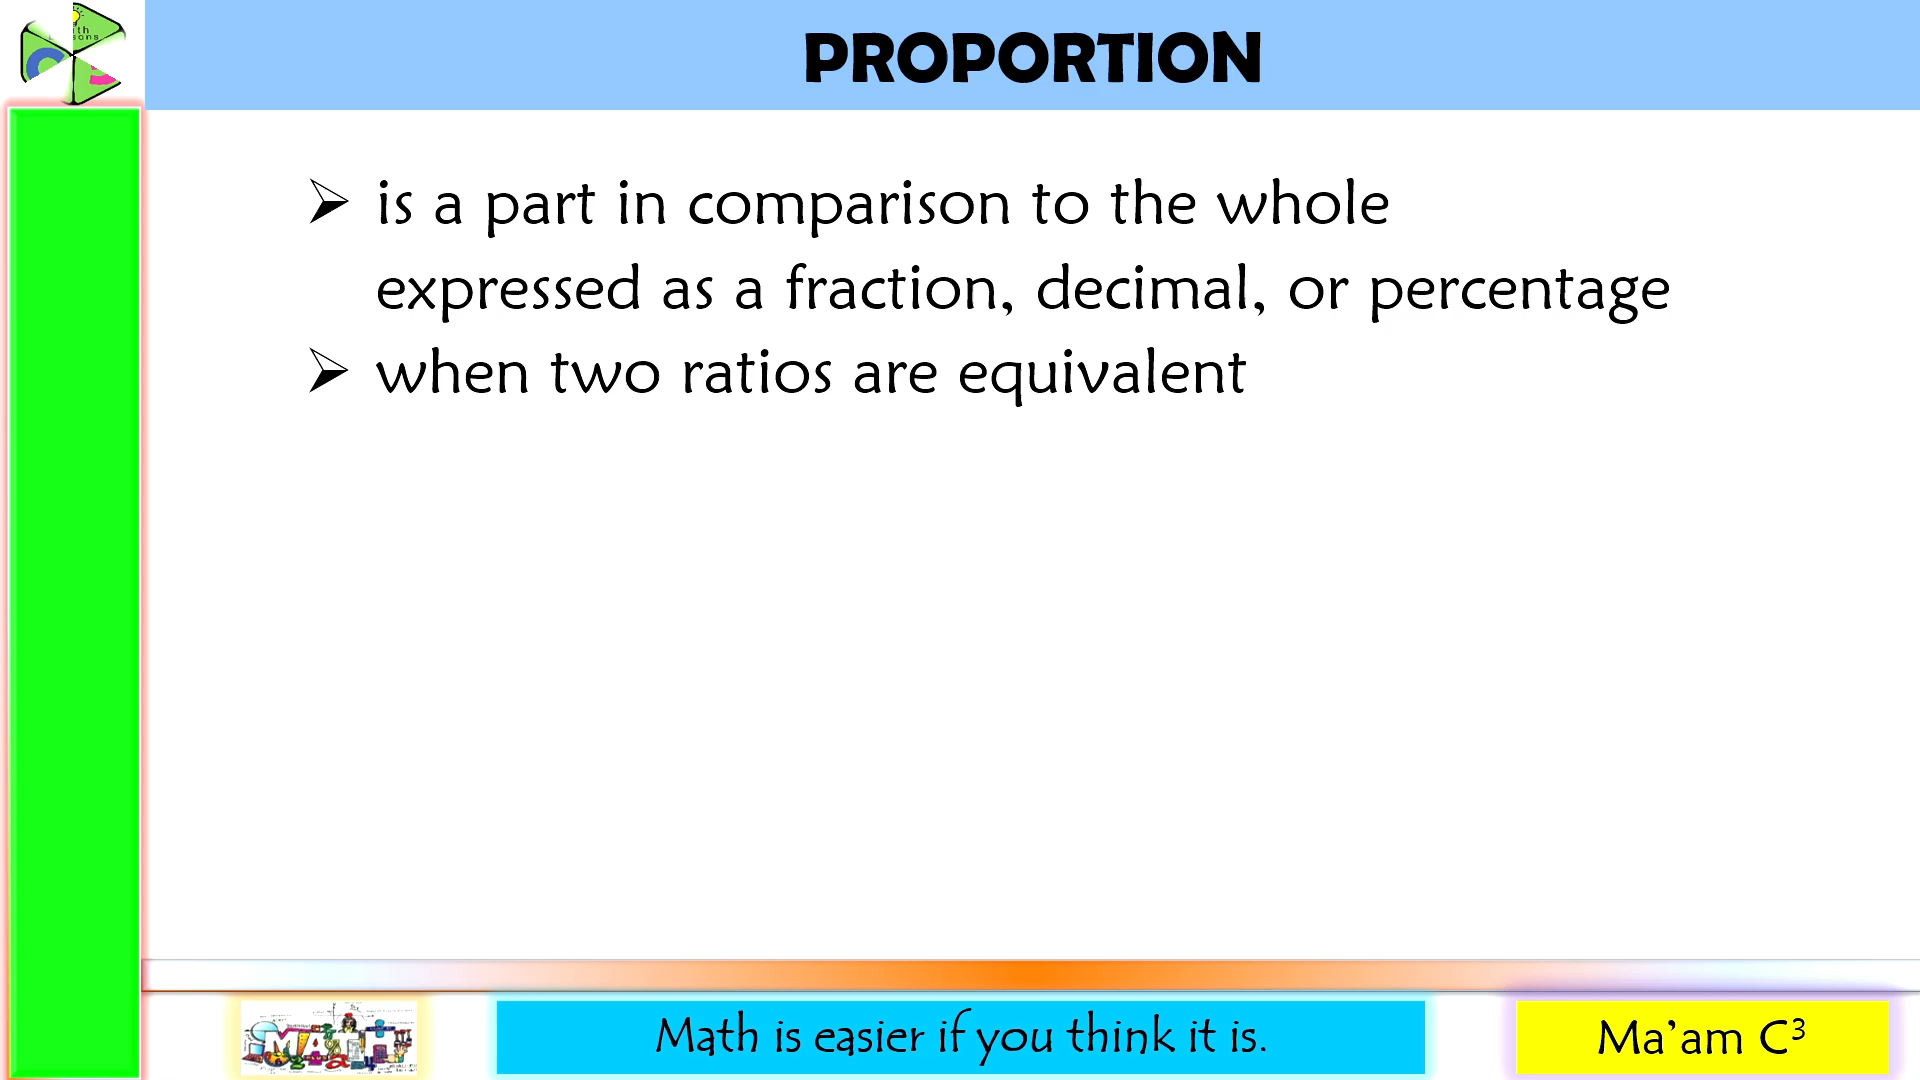 PROPORTION
➢ is a part in comparison to the whole
expressed as a fraction, decimal, or percentage
➢ when two ratios are equivalent
MATH
Math is easier if you think it is.
Ma’am C³